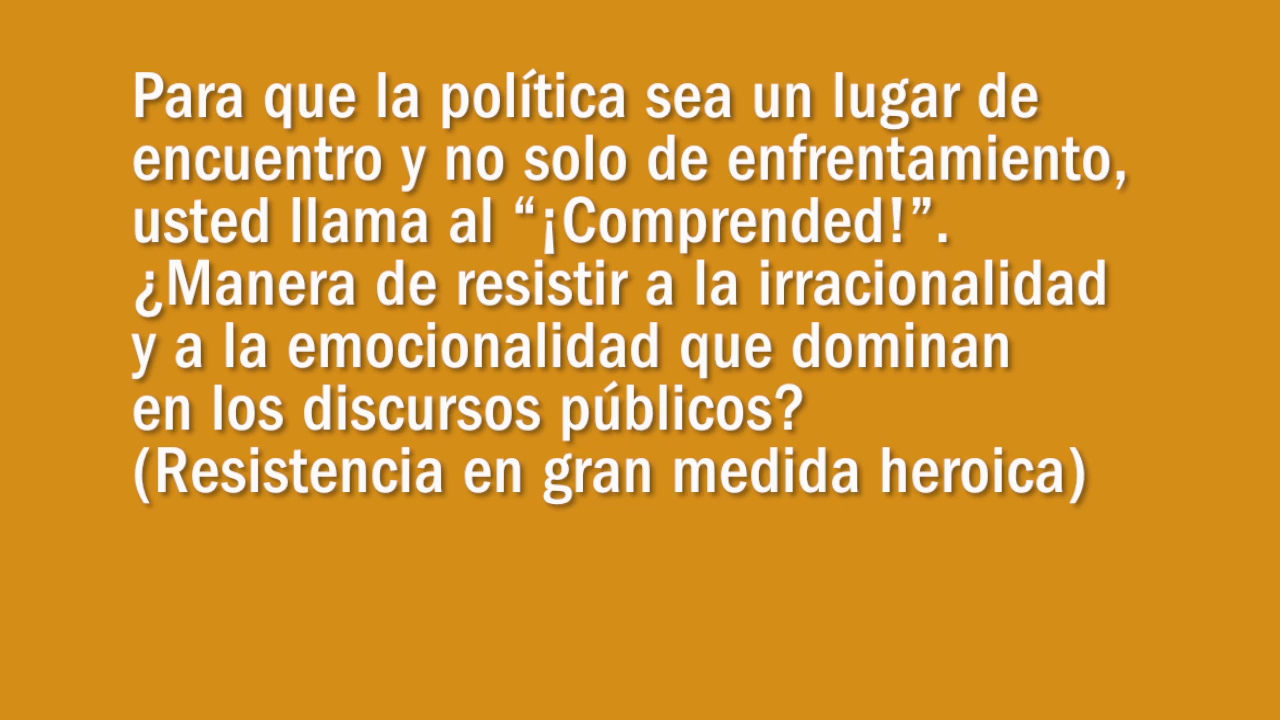 Para que la política sea un lugar de
encuentro y no solo de enfrentamiento,
usted llama al “¡Comprended!”.
¿Manera de resistir a la irracionalidad
y a la emocionalidad que dominan
en los discursos públicos?
(Resistencia en gran medida heroica)